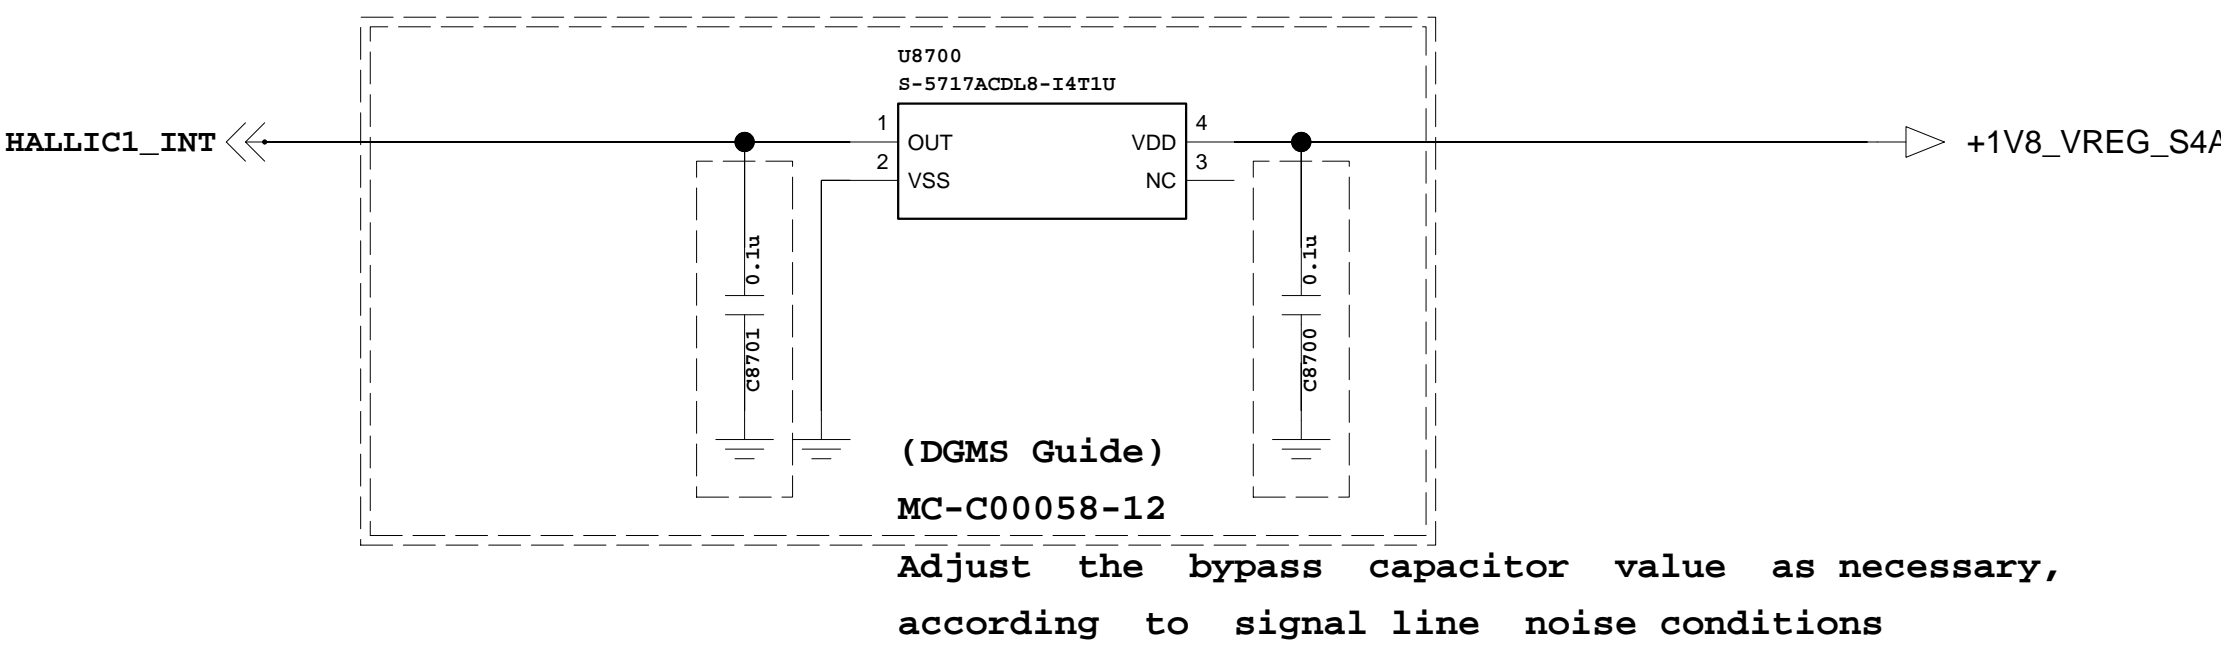 U8700
S-5717ACDL8-I4T1U
HALLIC1_INT
1
OUT
VDD
4
+1V8_VREG_S4A
2
VSS
NC
3
0.1u
C8701
0.1u
C8700
(DGMS Guide)
MC-C00058-12
Adjust the bypass capacitor value as necessary,
according to signal line noise conditions